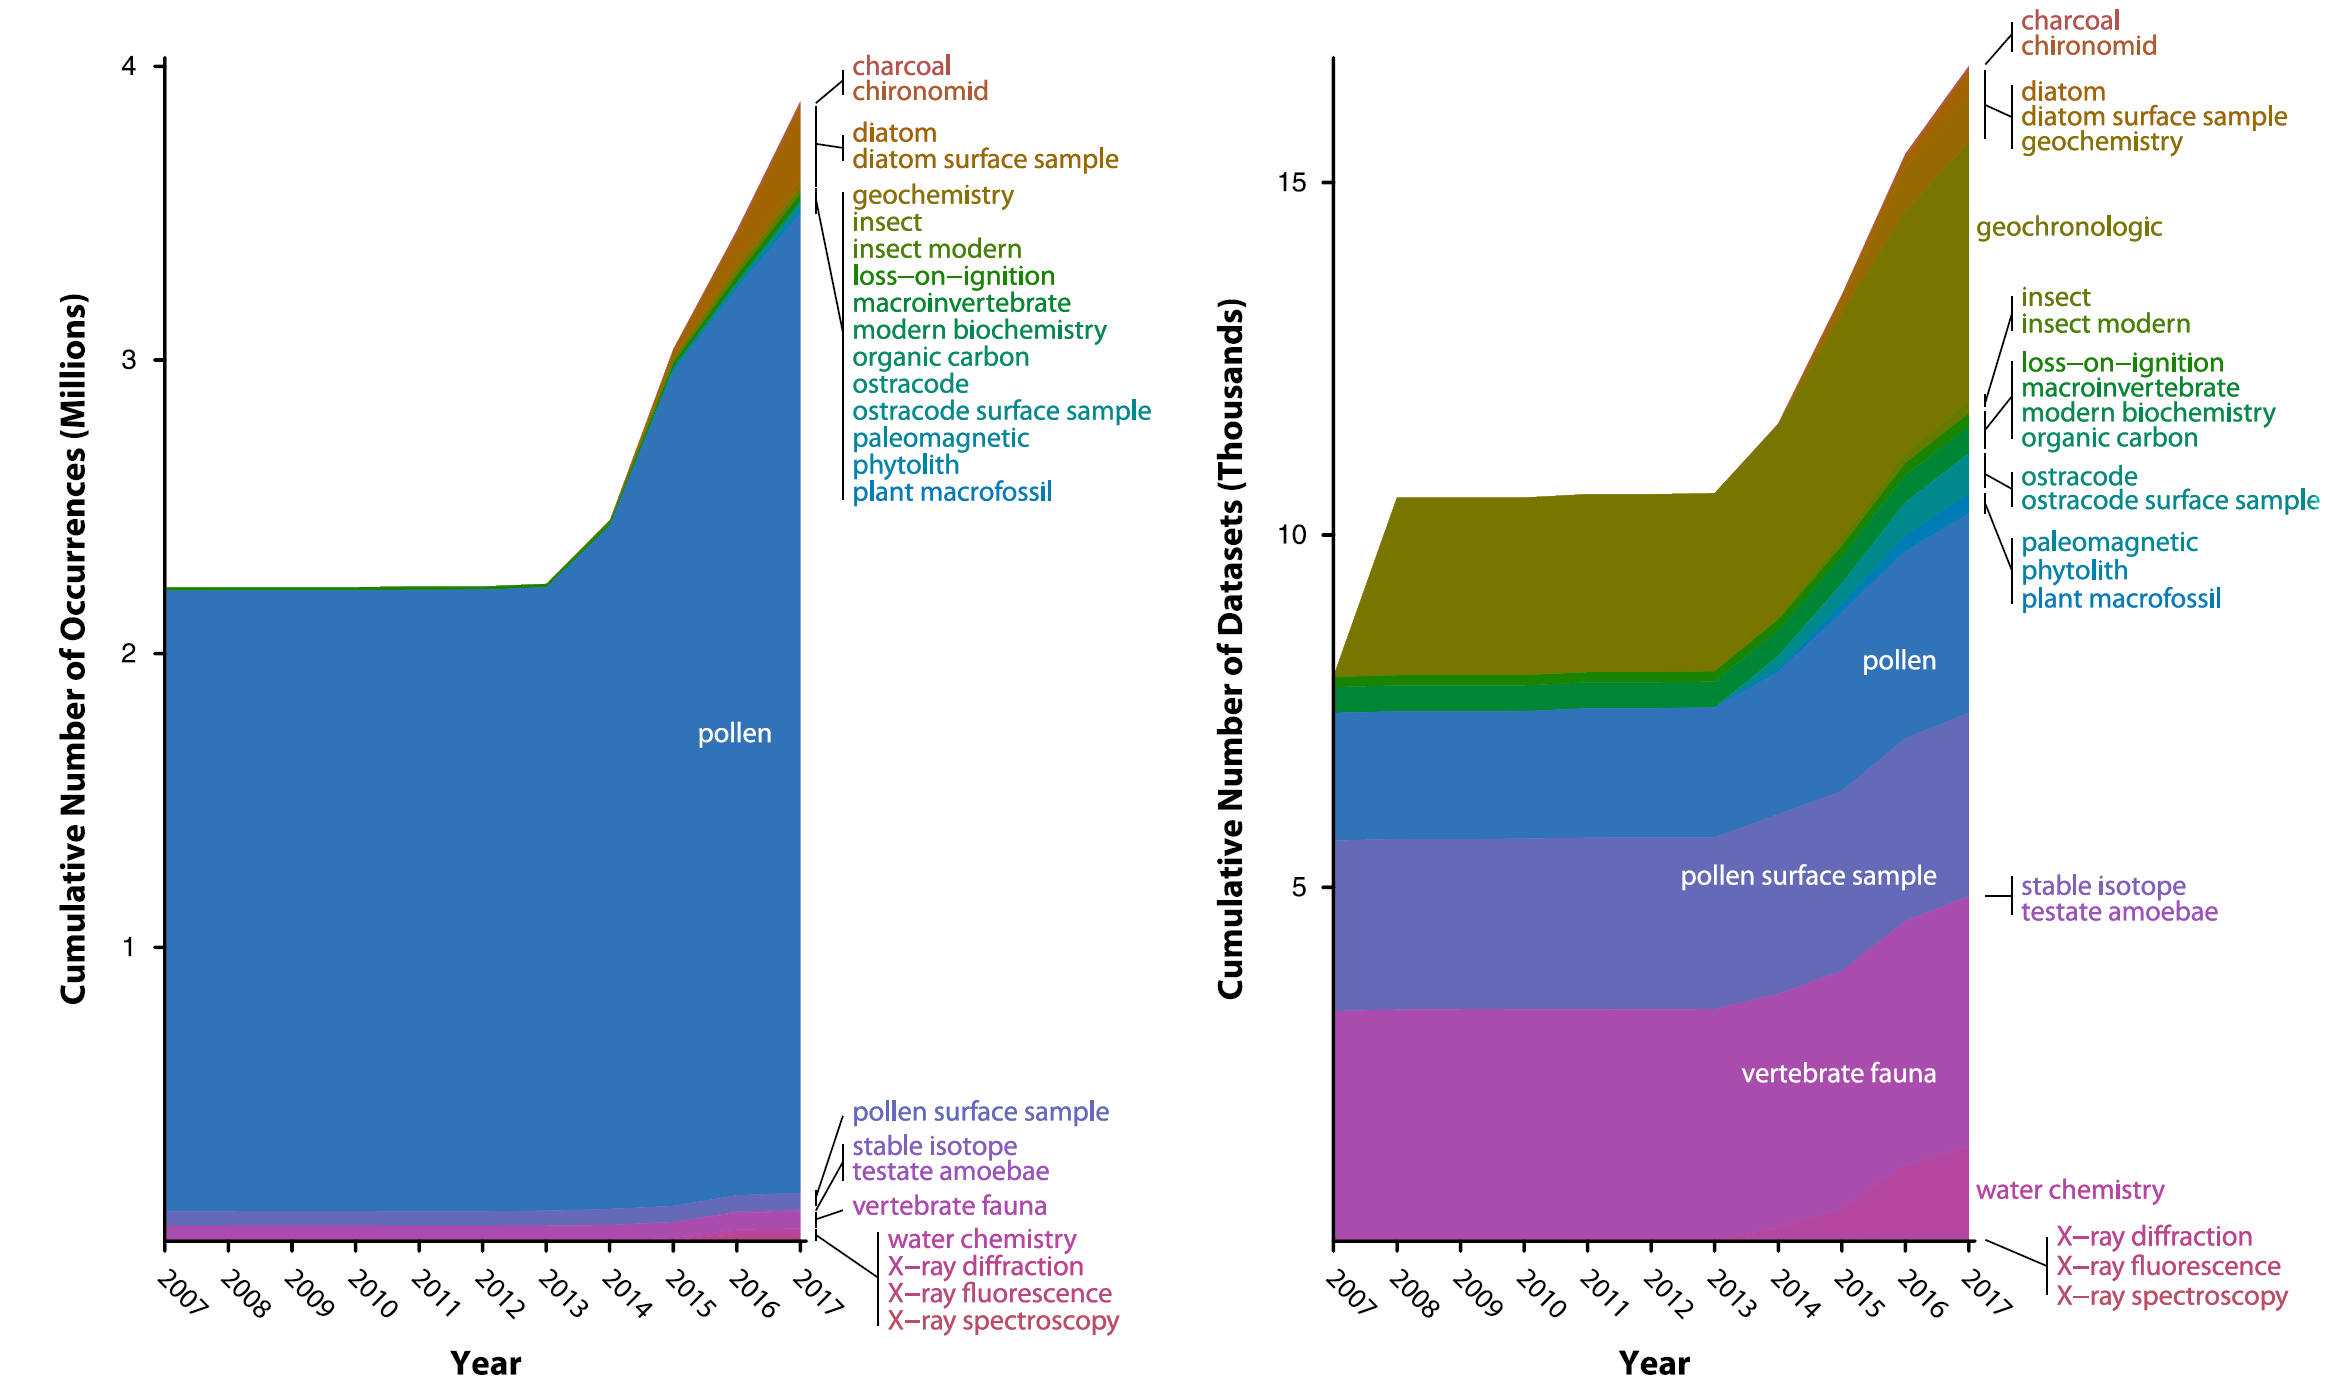 Cumulative Number of Occurrences (Millions)
4
3
2
1
charcoal
chironomid
diatom
diatom surface sample
geochemistry
insect
insect modern
loss−on−ignition
macroinvertebrate
modern biochemistry
organic carbon
ostracode
ostracode surface sample
paleomagnetic
phytolith
plant macrofossil
pollen
pollen surface sample
stable isotope
testate amoebae
vertebrate fauna
water chemistry
X−ray diffraction
X−ray fluorescence
X−ray spectroscopy
2007
2008
2009
2010
2011
2012
2013
2014
2015
2016
2017
Year
Cumulative Number of Datasets (Thousands)
15
10
5
charcoal
chironomid
diatom
diatom surface sample
geochemistry
geochronologic
insect
insect modern
loss−on−ignition
macroinvertebrate
modern biochemistry
organic carbon
ostracode
ostracode surface sample
paleomagnetic
phytolith
plant macrofossil
pollen
pollen surface sample
stable isotope
testate amoebae
vertebrate fauna
water chemistry
X−ray diffraction
X−ray fluorescence
X−ray spectroscopy
2007
2008
2009
2010
2011
2012
2013
2014
2015
2016
2017
Year